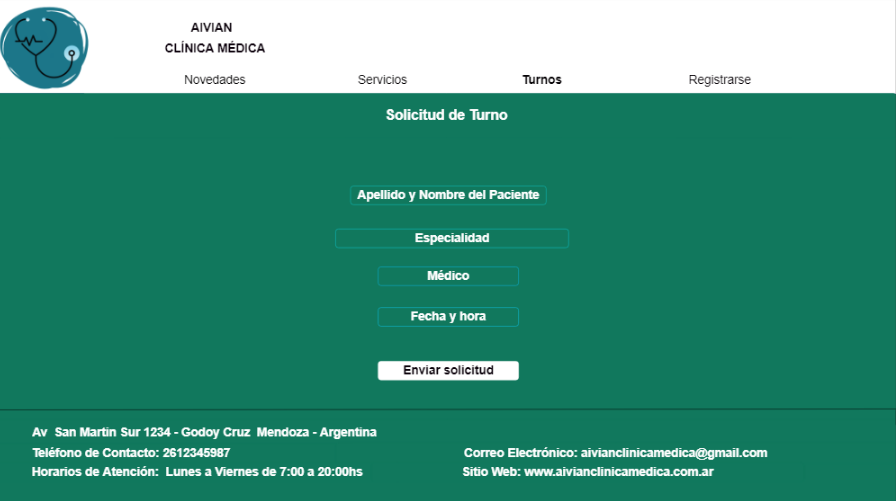 AIVIAN
CLÍNICA MÉDICA
Novedades Servicios Turnos Registrarse
Solicitud de Turno
Apellido y Nombre del Paciente
Especialidad
Médico
Fecha y hora
Enviar solicitud
Av San Martin Sur 1234 - Godoy Cruz Mendoza - Argentina
Teléfono de Contacto: 2612345987 Correo Electrónico: aivianclinicamedica@gmail.com
Horarios de Atención: Lunes a Viernes de 7:00 a 20:00hs Sitio Web: www.aivianclinicamedica.com.ar